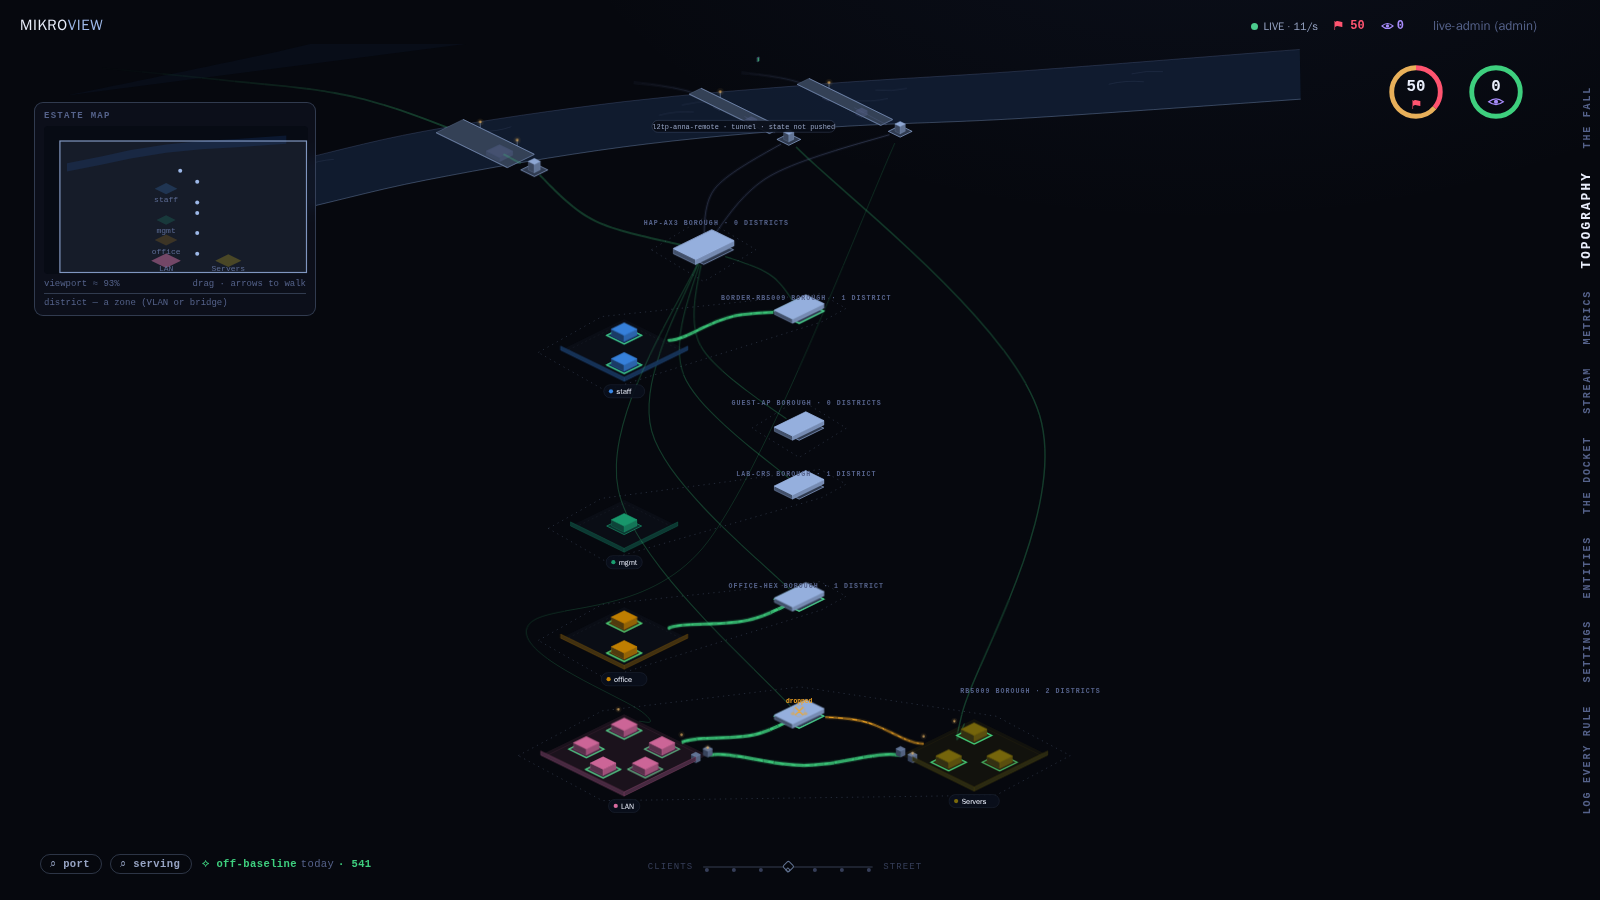 MIKROVIEW
LIVE · 11/s
50
0
live-admin (admin)
50
0
ESTATE MAP
staff
mgmt
office
LAN
Servers
viewport ≈ 93%
drag · arrows to walk
district — a zone (VLAN or bridge)
l2tp-anna-remote · tunnel · state not pushed
HAP-AX3 BOROUGH · 0 DISTRICTS
BORDER-RB5009 BOROUGH · 1 DISTRICT
staff
GUEST-AP BOROUGH · 0 DISTRICTS
LAB-CRS BOROUGH · 1 DISTRICT
mgmt
OFFICE-HEX BOROUGH · 1 DISTRICT
office
RB5009 BOROUGH · 2 DISTRICTS
dropped
LAN
Servers
THE FALL
TOPOGRAPHY
METRICS
STREAM
THE DOCKET
ENTITIES
SETTINGS
LOG EVERY RULE
port
serving
off-baseline today · 541
CLIENTS
STREET